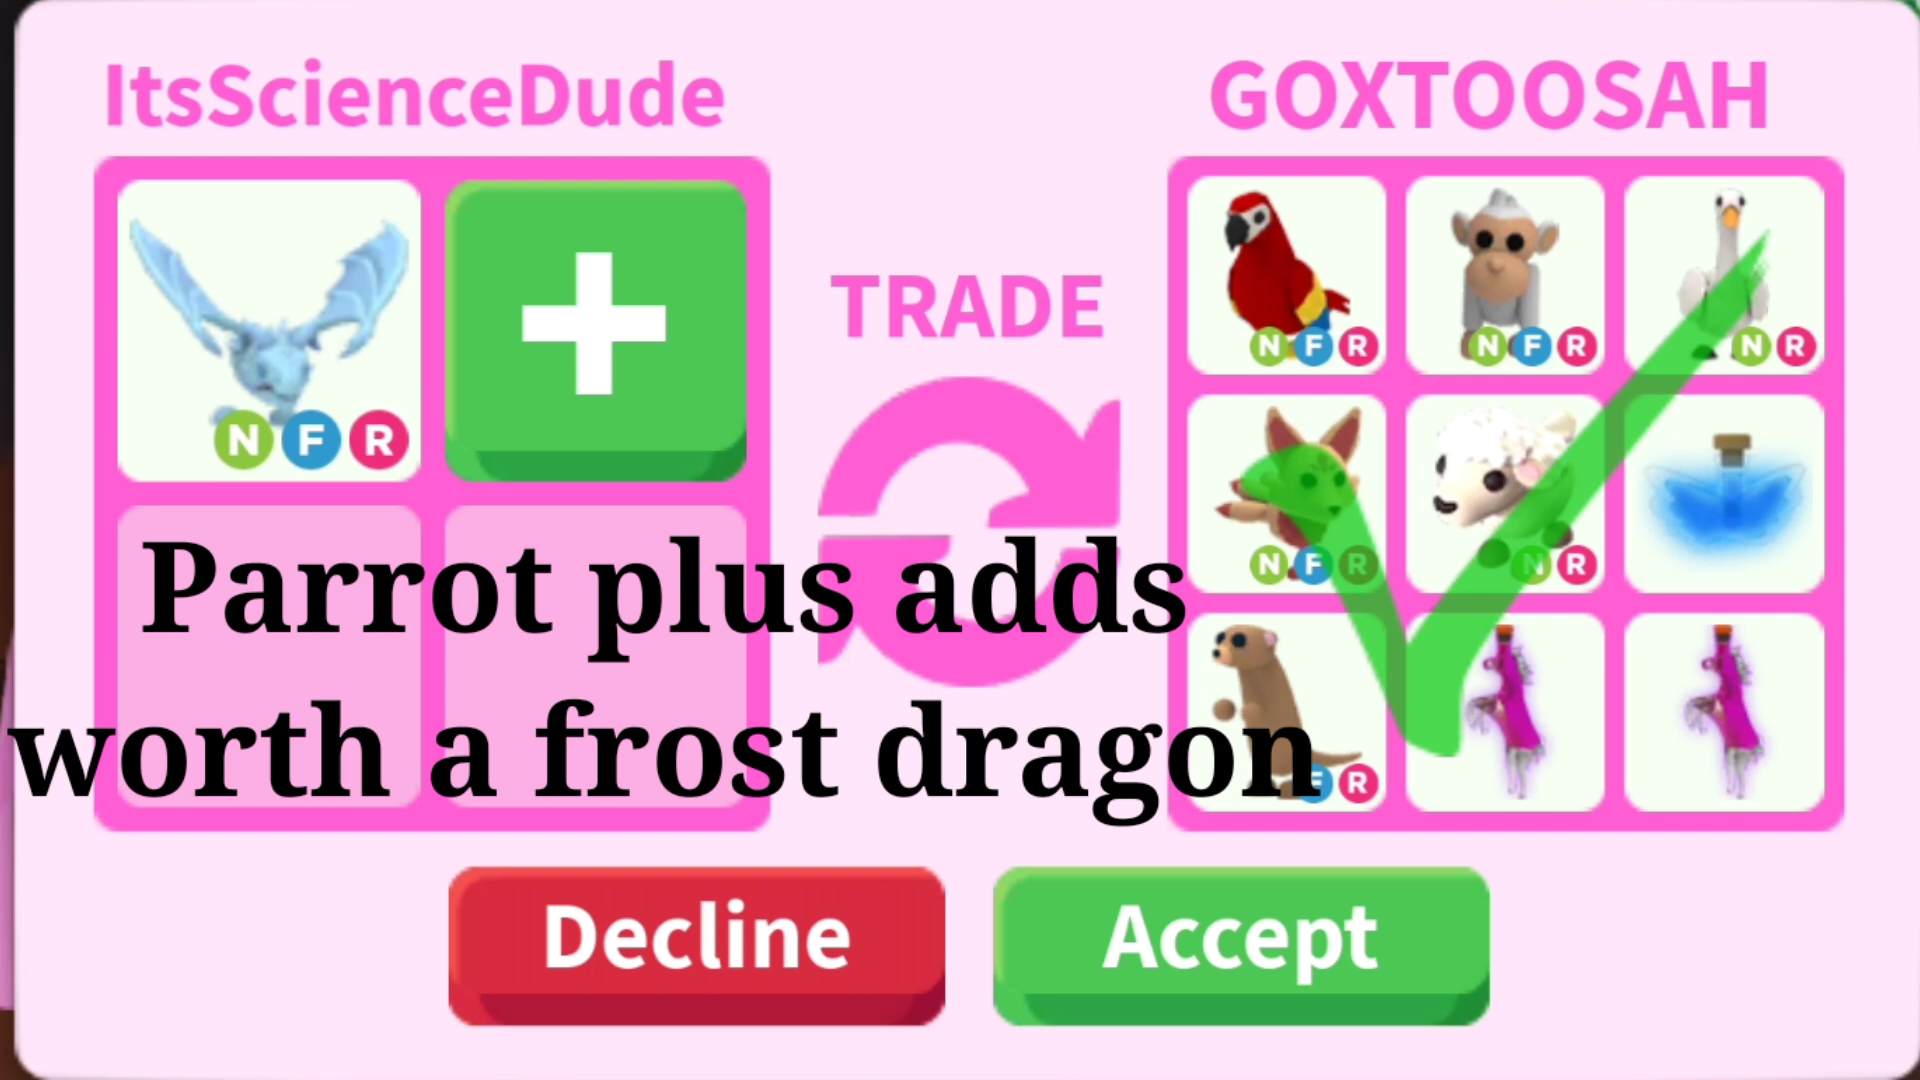 ItsScienceDude
GOXTOOSAH
TRADE
N F R
N F R
N F R
N R
N F R
N R
F R
Parrot plus adds
worth a frost dragon
Decline
Accept